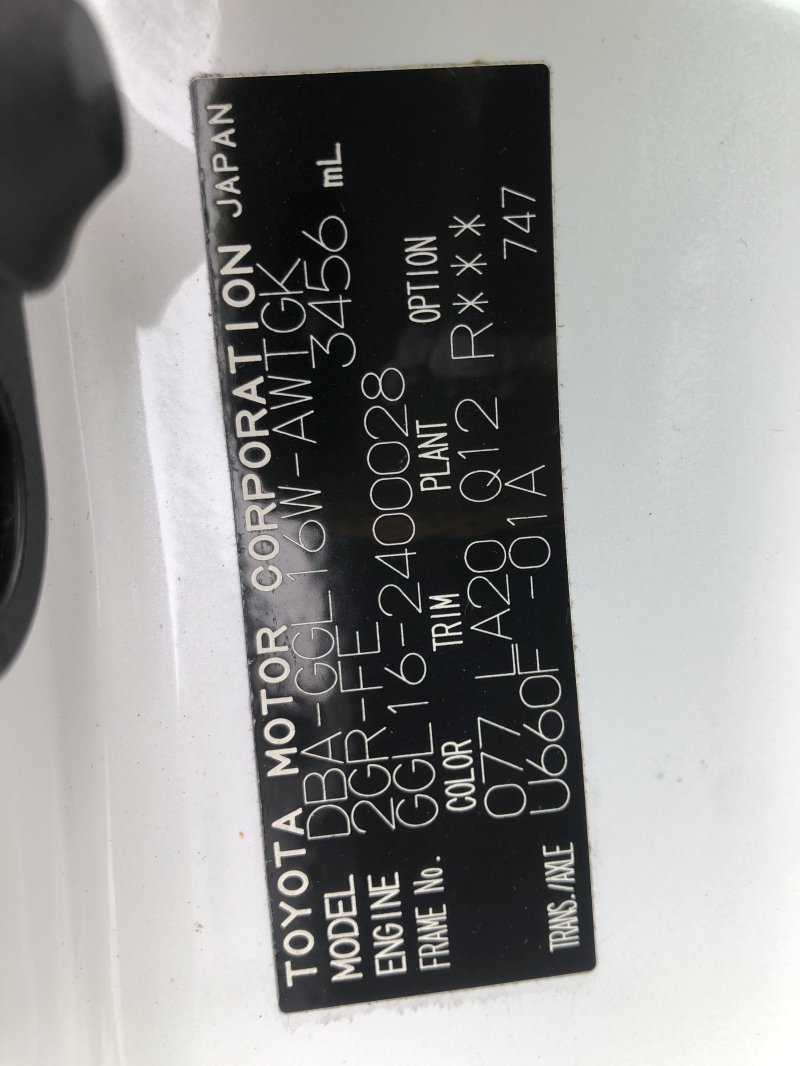 TOYOTA MOTOR CORPORATION JAPAN
MODEL DBA-GGL16W-AWTGK
ENGINE 2GR-FE 3456 mL
FRAME No. GGL16-2400028
COLOR TRIM PLANT OPTION
077 LA20 Q12 R***
TRANS./AXLE U660F -01A 747